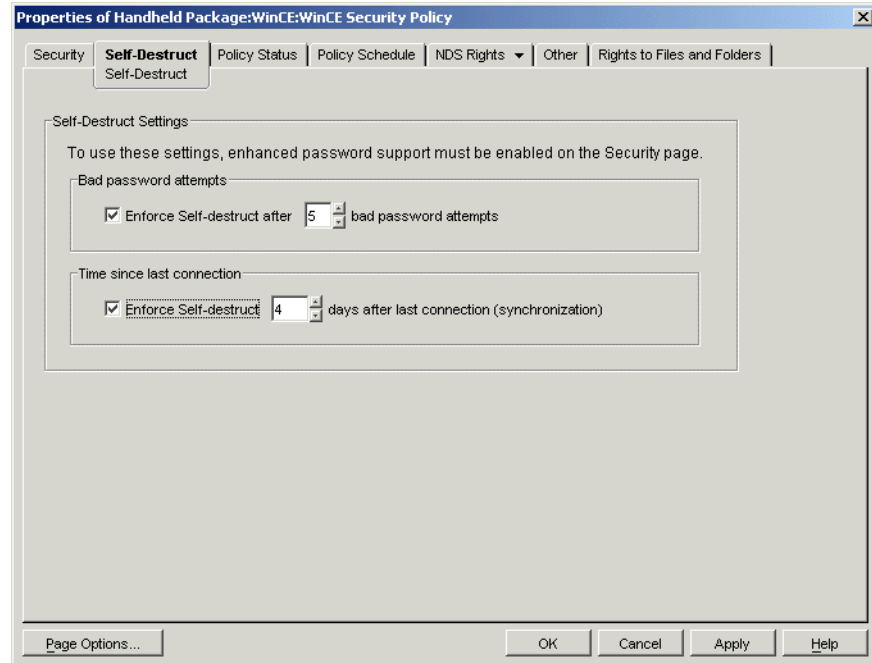 Properties of Handheld Package:WinCE:WinCE Security Policy
Security Self-Destruct Policy Status Policy Schedule NDS Rights Other Rights to Files and Folders
Self-Destruct
Self-Destruct Settings
To use these settings, enhanced password support must be enabled on the Security page.
Bad password attempts
Enforce Self-destruct after 5 bad password attempts
Time since last connection
Enforce Self-destruct 4 days after last connection (synchronization)
Page Options... OK Cancel Apply Help